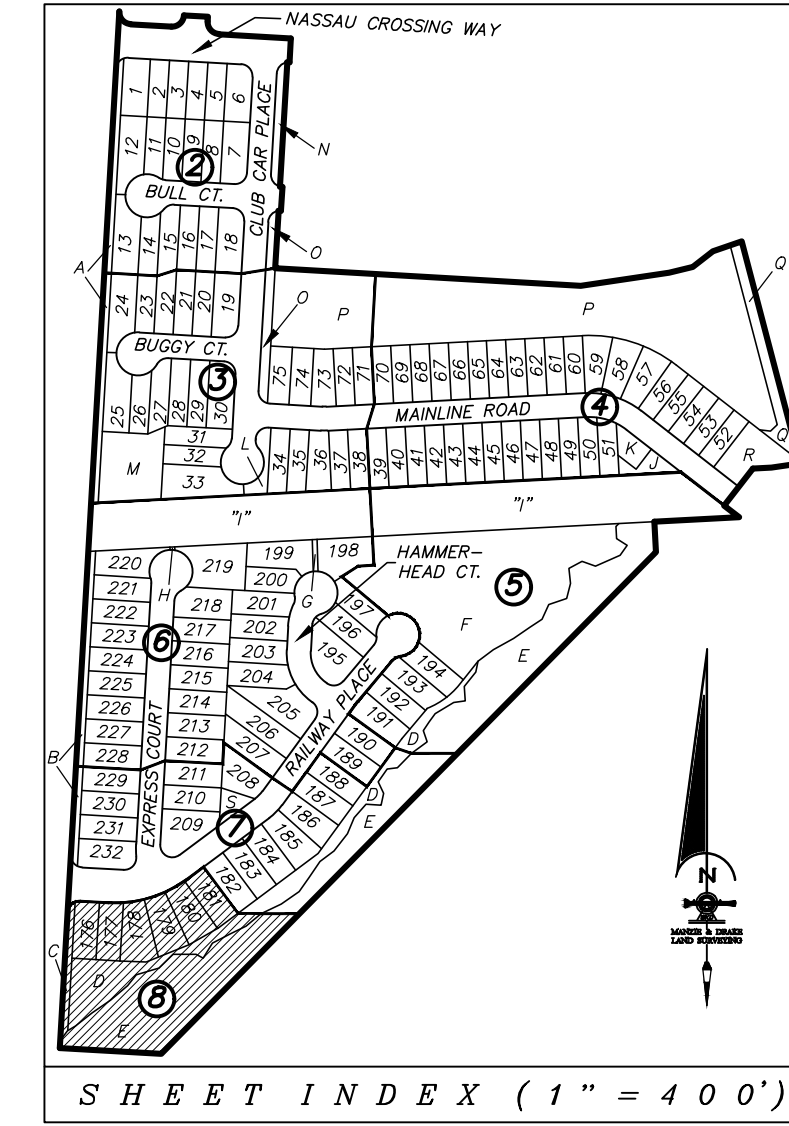 NASSAU CROSSING WAY
1 2 3 4 5 6
CLUB CAR PLACE
N
12 11 10 9 8 7
2
BULL CT.
13 14 15 16 17 18
O
A
Q
24 23 22 21 20 19
O
P
P
BUGGY CT.
3
75 74 73 72 71 70 69 68 67 66 65 64 63 62 61 60 59 58 57 56 55 54 53 52
25 26 27 28 29 30
MAINLINE ROAD
4
Q
31
32
33
L
M
34 35 36 37 38 39 40 41 42 43 44 45 46 47 48 49 50 51 K J
R
"I"
"I"
220
221
222
223
224
225
226
227
228
229
230
231
232
H
6
EXPRESS COURT
219
218
217
216
215
214
213
212
211
210
209
199
200
201
202
203
204
205
206
207
208
S
198
G
HAMMER-
HEAD CT.
197
196
195
RAILWAY PLACE
5
F
E
194
193
192
191
190
189
188
187
186
185
184
183
182
D
D
E
B
7
181
180
179
178
177
176
C
D
8
E
N
MANZIE & DRAKE
LAND SURVEYING
SHEET INDEX (1" = 400')